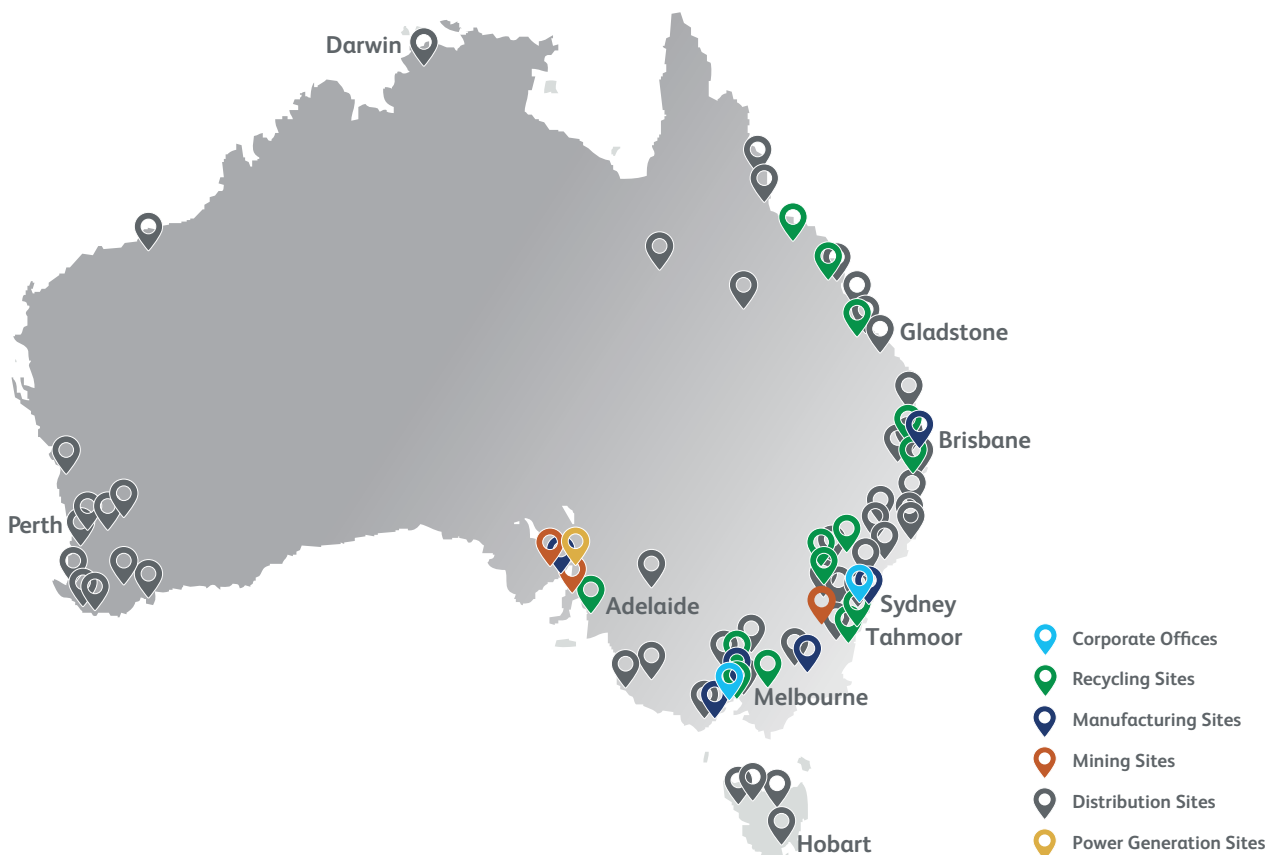 Darwin
Gladstone
Brisbane
Perth
Adelaide
Sydney
Tahmoor
Melbourne
Hobart
Corporate Offices
Recycling Sites
Manufacturing Sites
Mining Sites
Distribution Sites
Power Generation Sites